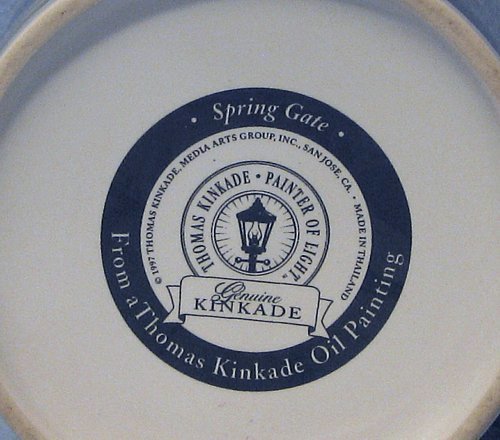 • Spring Gate •
© 1997 THOMAS KINKADE, MEDIA ARTS GROUP, INC., SAN JOSE, CA. • MADE IN THAILAND
THOMAS KINKADE • PAINTER OF LIGHT™
Genuine
KINKADE
From a Thomas Kinkade Oil Painting